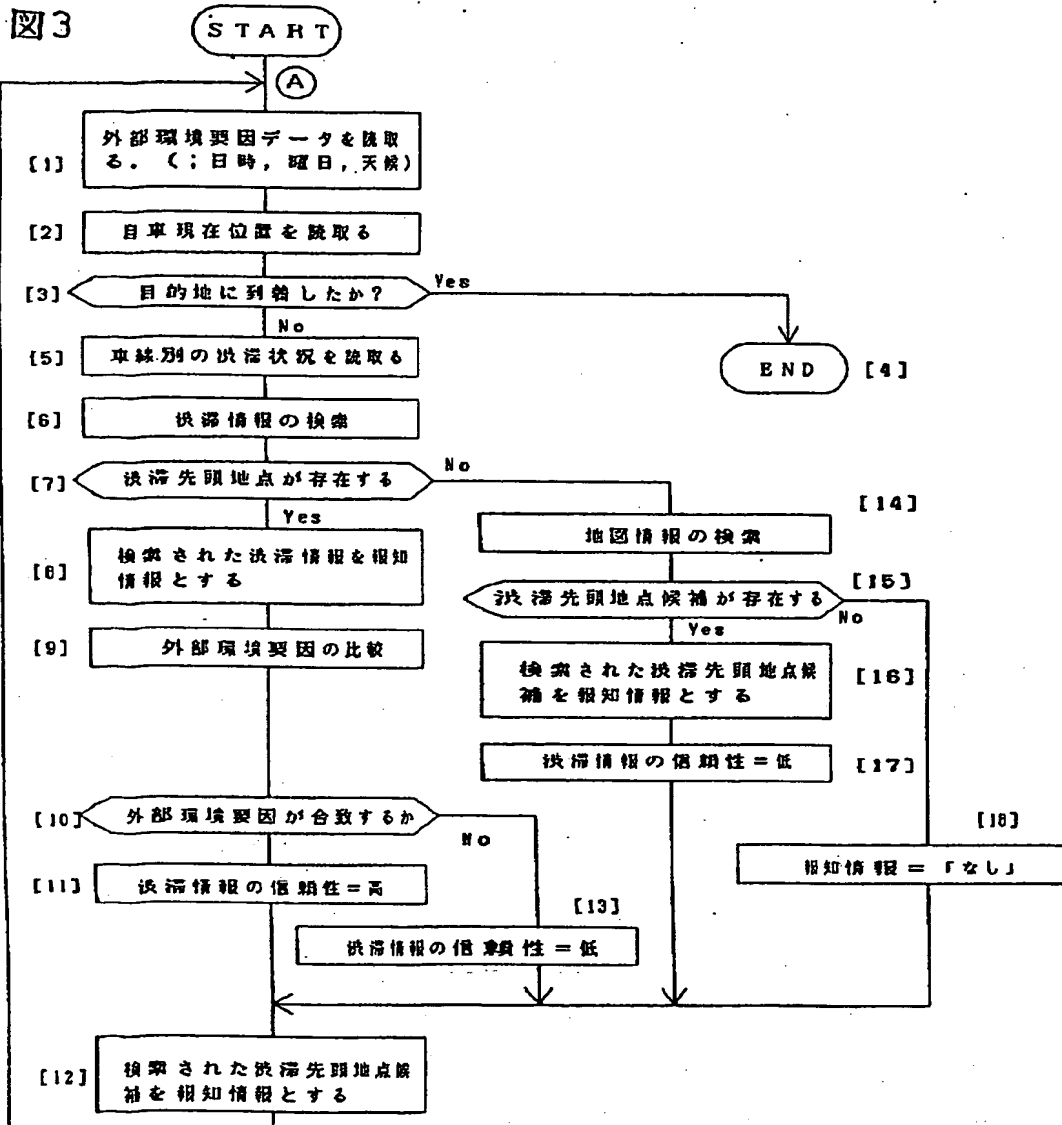 図3
START
A
[1]
外部環境要因データを読取
る.(;日時,曜日,天候)
[2]
自車現在位置を読取る
[3]
目的地に到着したか?
Yes
No
END
[4]
[5]
車線別の渋滞状況を読取る
[6]
渋滞情報の検索
[7]
渋滞先頭地点が存在する
No
Yes
[8]
検索された渋滞情報を報知
情報とする
[9]
外部環境要因の比較
[14]
地図情報の検索
[15]
渋滞先頭地点候補が存在する
No
Yes
[16]
検索された渋滞先頭地点候
補を報知情報とする
[17]
渋滞情報の信頼性=低
[10]
外部環境要因が合致するか
No
[11]
渋滞情報の信頼性=高
[13]
渋滞情報の信頼性=低
[18]
報知情報=「なし」
[12]
検索された渋滞先頭地点候
補を報知情報とする